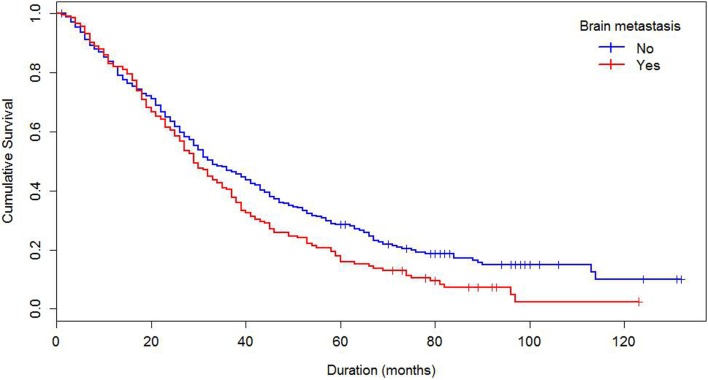 Brain metastasis
No
Yes
Cumulative Survival
1.0
0.8
0.6
0.4
0.2
0.0
0 20 40 60 80 100 120
Duration (months)